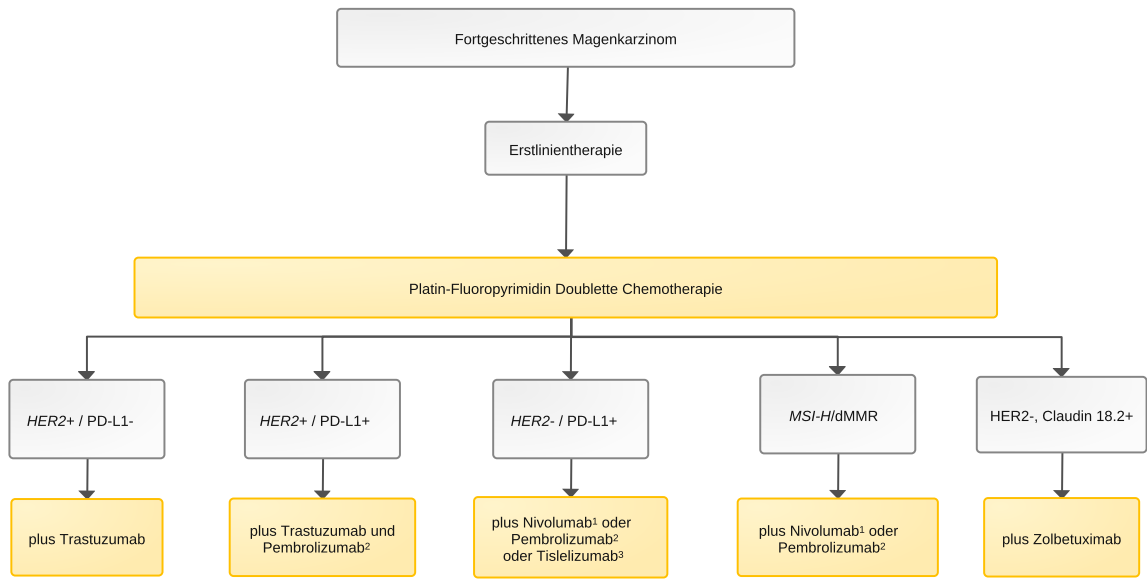 Fortgeschrittenes Magenkarzinom
Erstlinientherapie
Platin-Fluoropyrimidin Doublette Chemotherapie
HER2+ / PD-L1-
HER2+ / PD-L1+
HER2- / PD-L1+
MSI-H/dMMR
HER2-, Claudin 18.2+
plus Trastuzumab
plus Trastuzumab und
Pembrolizumab²
plus Nivolumab¹ oder
Pembrolizumab²
oder Tislelizumab³
plus Nivolumab¹ oder
Pembrolizumab²
plus Zolbetuximab